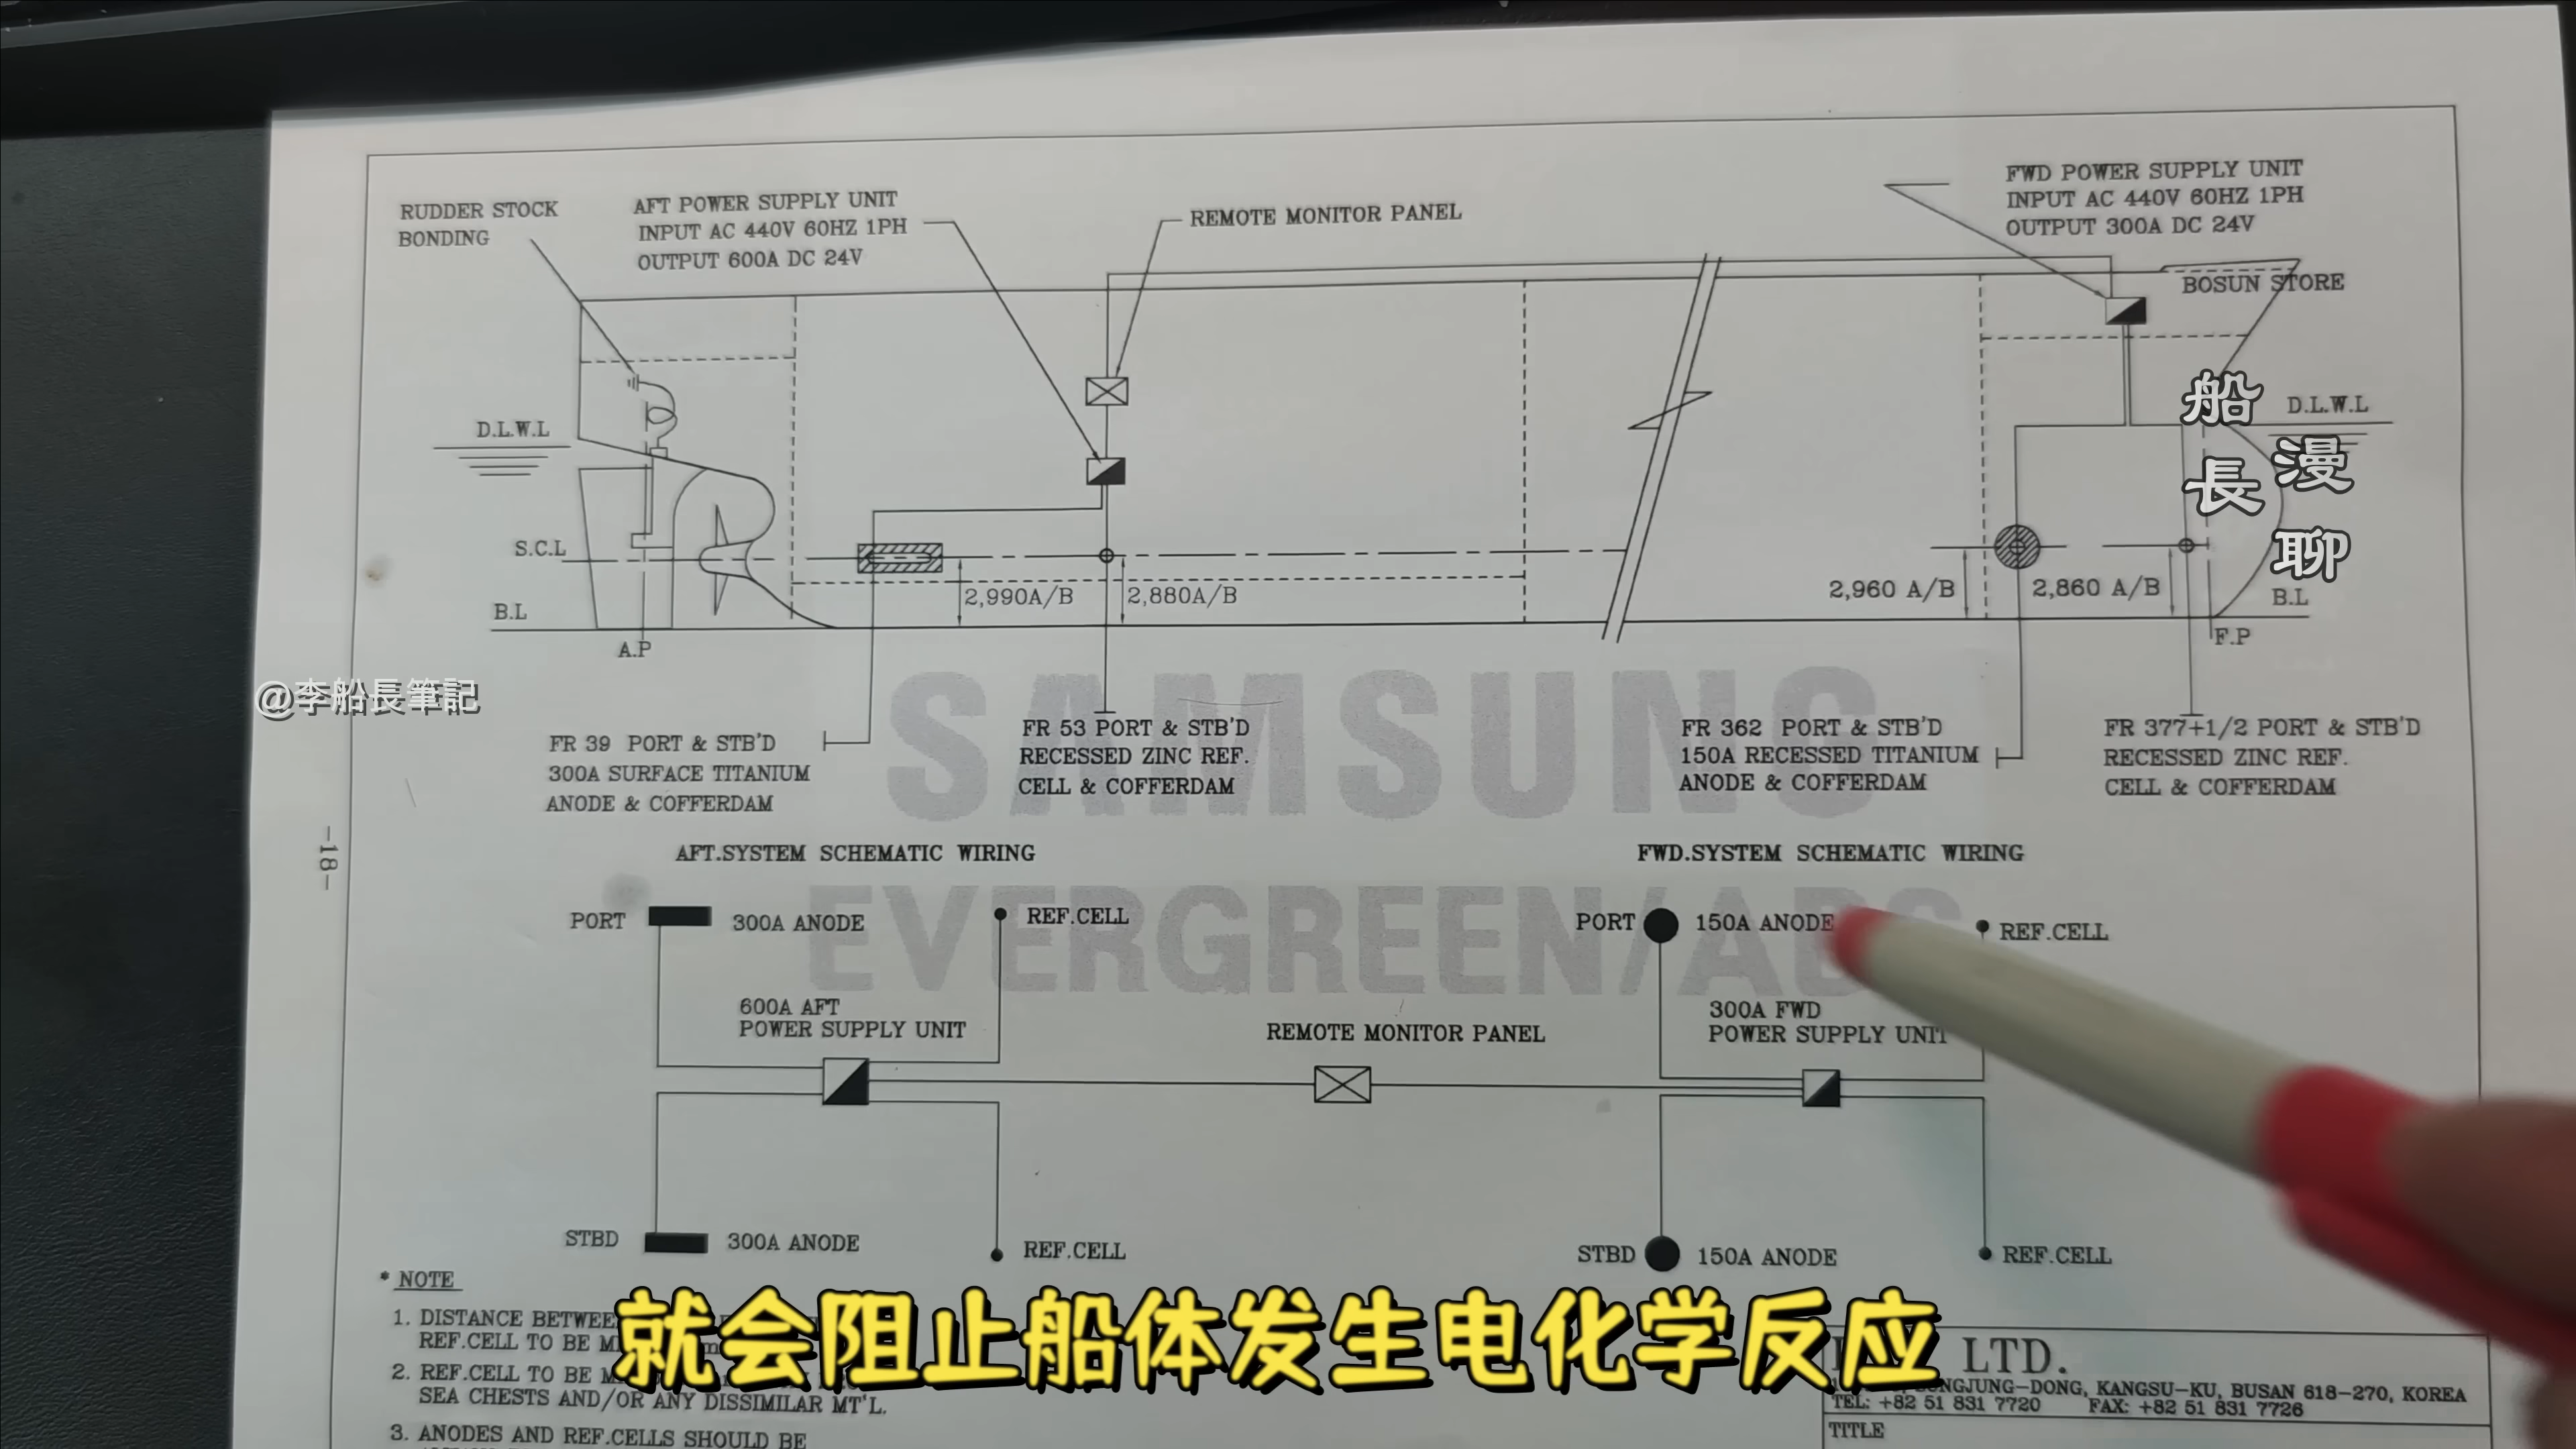 RUDDER STOCK
BONDING
AFT POWER SUPPLY UNIT
INPUT AC 440V 60HZ 1PH
OUTPUT 600A DC 24V
REMOTE MONITOR PANEL
FWD POWER SUPPLY UNIT
INPUT AC 440V 60HZ 1PH
OUTPUT 300A DC 24V
BOSUN STORE
D.L.W.L
D.L.W.L
船長
漫聊
S.C.L
B.L
A.P
2,990A/B
2,880A/B
2,960 A/B
2,860 A/B
B.L
F.P
@李船長筆記
SAMSUNG
FR 39 PORT & STB'D
300A SURFACE TITANIUM
ANODE & COFFERDAM
FR 53 PORT & STB'D
RECESSED ZINC REF.
CELL & COFFERDAM
FR 362 PORT & STB'D
150A RECESSED TITANIUM
ANODE & COFFERDAM
FR 377+1/2 PORT & STB'D
RECESSED ZINC REF.
CELL & COFFERDAM
-18-
AFT.SYSTEM SCHEMATIC WIRING
FWD.SYSTEM SCHEMATIC WIRING
EVERGREEN/ABS
PORT
300A ANODE
REF.CELL
PORT
150A ANODE
REF.CELL
600A AFT
POWER SUPPLY UNIT
REMOTE MONITOR PANEL
300A FWD
POWER SUPPLY UNIT
STBD
300A ANODE
REF.CELL
STBD
150A ANODE
REF.CELL
* NOTE
1. DISTANCE
REF.CELL TO BE
2. REF.CELL TO BE
SEA CHESTS AND/OR ANY DISSIMILAR MT'L.
3. ANODES AND REF.CELLS SHOULD BE
就会阻止船体发生电化学反应
LTD.
KANGSU-KU, BUSAN 618-270, KOREA
TEL: +82 51 831 7720 FAX: +82 51 831 7726
TITLE